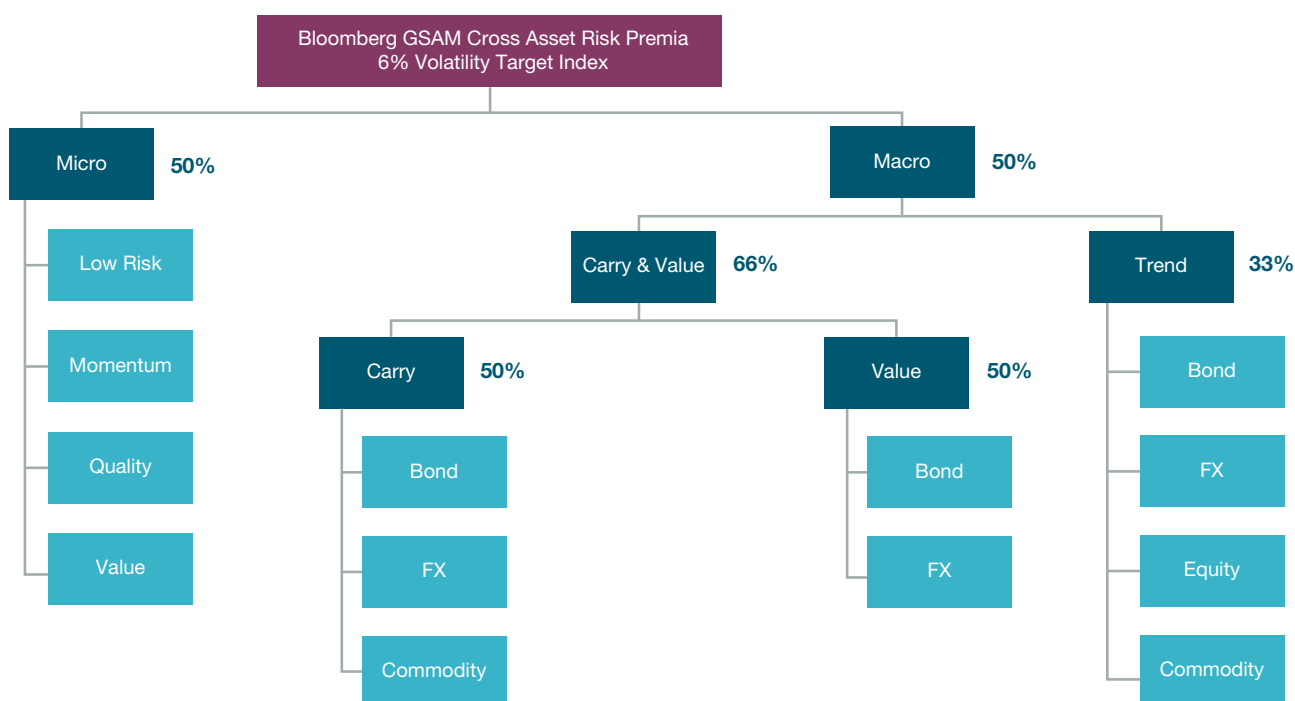 Bloomberg GSAM Cross Asset Risk Premia
6% Volatility Target Index
Micro
50%
Macro
50%
Low Risk
Momentum
Quality
Value
Carry & Value
66%
Trend
33%
Carry
50%
Value
50%
Bond
FX
Commodity
Bond
FX
Bond
FX
Equity
Commodity